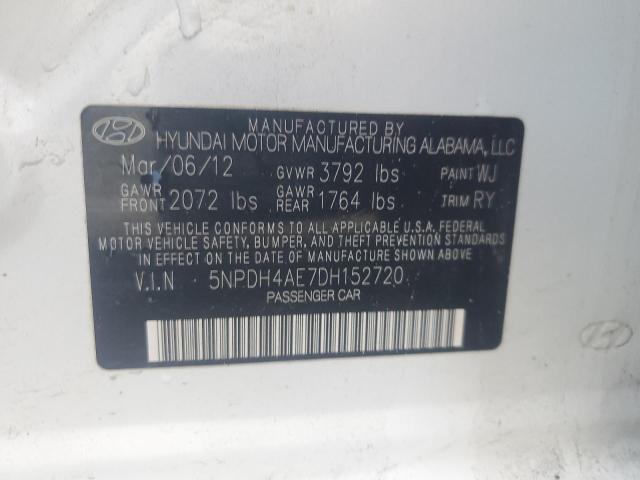 MANUFACTURED BY
HYUNDAI MOTOR MANUFACTURING ALABAMA, LLC
Mar/06/12 GVWR 3792 lbs PAINT WJ
GAWR FRONT 2072 lbs GAWR REAR 1764 lbs TRIM RY
THIS VEHICLE CONFORMS TO ALL APPLICABLE U.S.A. FEDERAL
MOTOR VEHICLE SAFETY, BUMPER, AND THEFT PREVENTION STANDARDS
IN EFFECT ON THE DATE OF MANUFACTURE SHOWN ABOVE
V.I.N 5NPDH4AE7DH152720
PASSENGER CAR